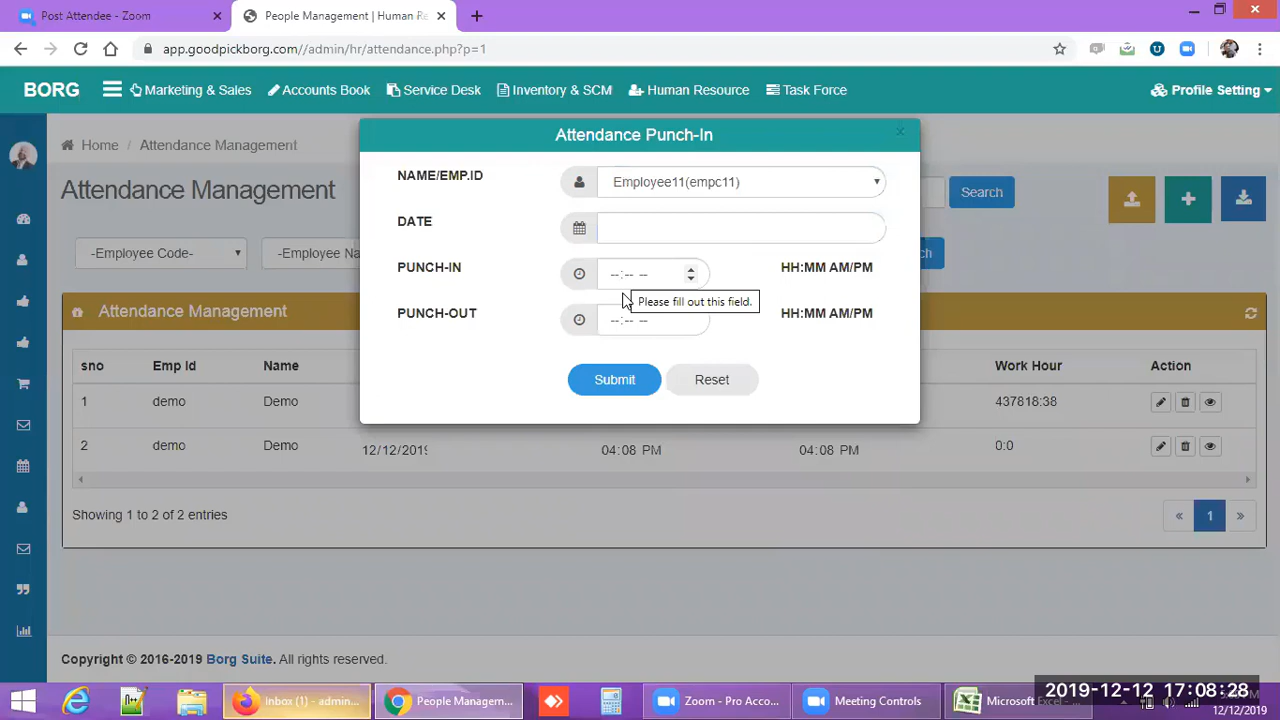 Post Attendee - Zoom
People Management | Human Re
app.goodpickborg.com//admin/hr/attendance.php?p=1
BORG Marketing & Sales Accounts Book Service Desk Inventory & SCM Human Resource Task Force Profile Setting
Home / Attendance Management
Attendance Management
Search
-Employee Code-
-Employee Na
ch
Attendance Punch-In
x
NAME/EMP.ID
Employee11(empc11)
DATE
PUNCH-IN
--:-- --
HH:MM AM/PM
Please fill out this field.
PUNCH-OUT
--:-- --
HH:MM AM/PM
Submit
Reset
Attendance Management
sno Emp Id Name Work Hour Action
1 demo Demo 437818:38
2 demo Demo 12/12/2019 04:08 PM 04:08 PM 0:0
Showing 1 to 2 of 2 entries
« 1 »
Copyright © 2016-2019 Borg Suite. All rights reserved.
Inbox (1) - admin...
People Managem...
Zoom - Pro Acco...
Meeting Controls
Microsoft Excel
2019-12-12 17:08:28
12/12/2019